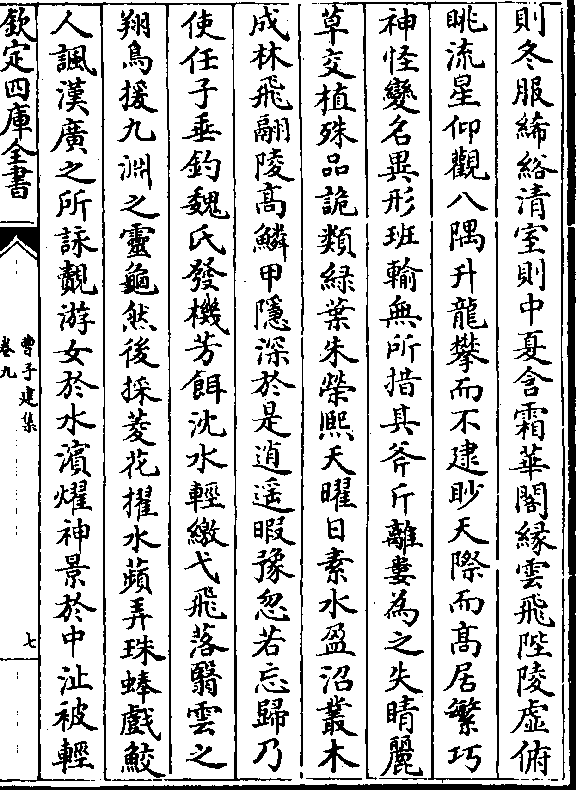 則冬服絺綌清室則中夏含霜華閣緣雲飛陛陵虛俯
眺流星仰觀八隅升龍攀而不逮眇天際而高居繁巧
神怪變名異形班輸無所措其斧斤離婁為之失睛麗
草交植殊品詭類緑葉朱榮熙天曜日素水盈沼叢木
成林飛翮陵高鱗甲隱深於是逍遥暇豫忽若忘歸乃
使任子垂釣魏氏發機芳餌沈水輕繳弋飛落翳雲之
翔鳥援九淵之靈龜然後採菱花擢水蘋弄珠蜯戲鮫
人諷漢廣之所詠覿游女於水濱燿神景於中沚被輕
欽定四庫全書
曹子建集
卷九
七